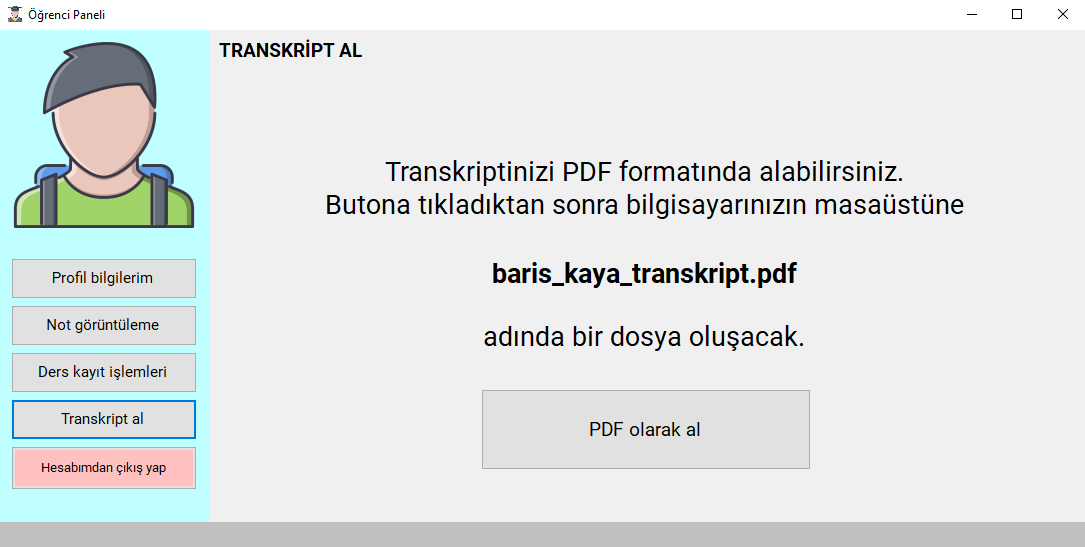 Öğrenci Paneli
TRANSKRİPT AL
Transkriptinizi PDF formatında alabilirsiniz.
Butona tıkladıktan sonra bilgisayarınızın masaüstüne
baris_kaya_transkript.pdf
adında bir dosya oluşacak.
PDF olarak al
Profil bilgilerim
Not görüntüleme
Ders kayıt işlemleri
Transkript al
Hesabımdan çıkış yap